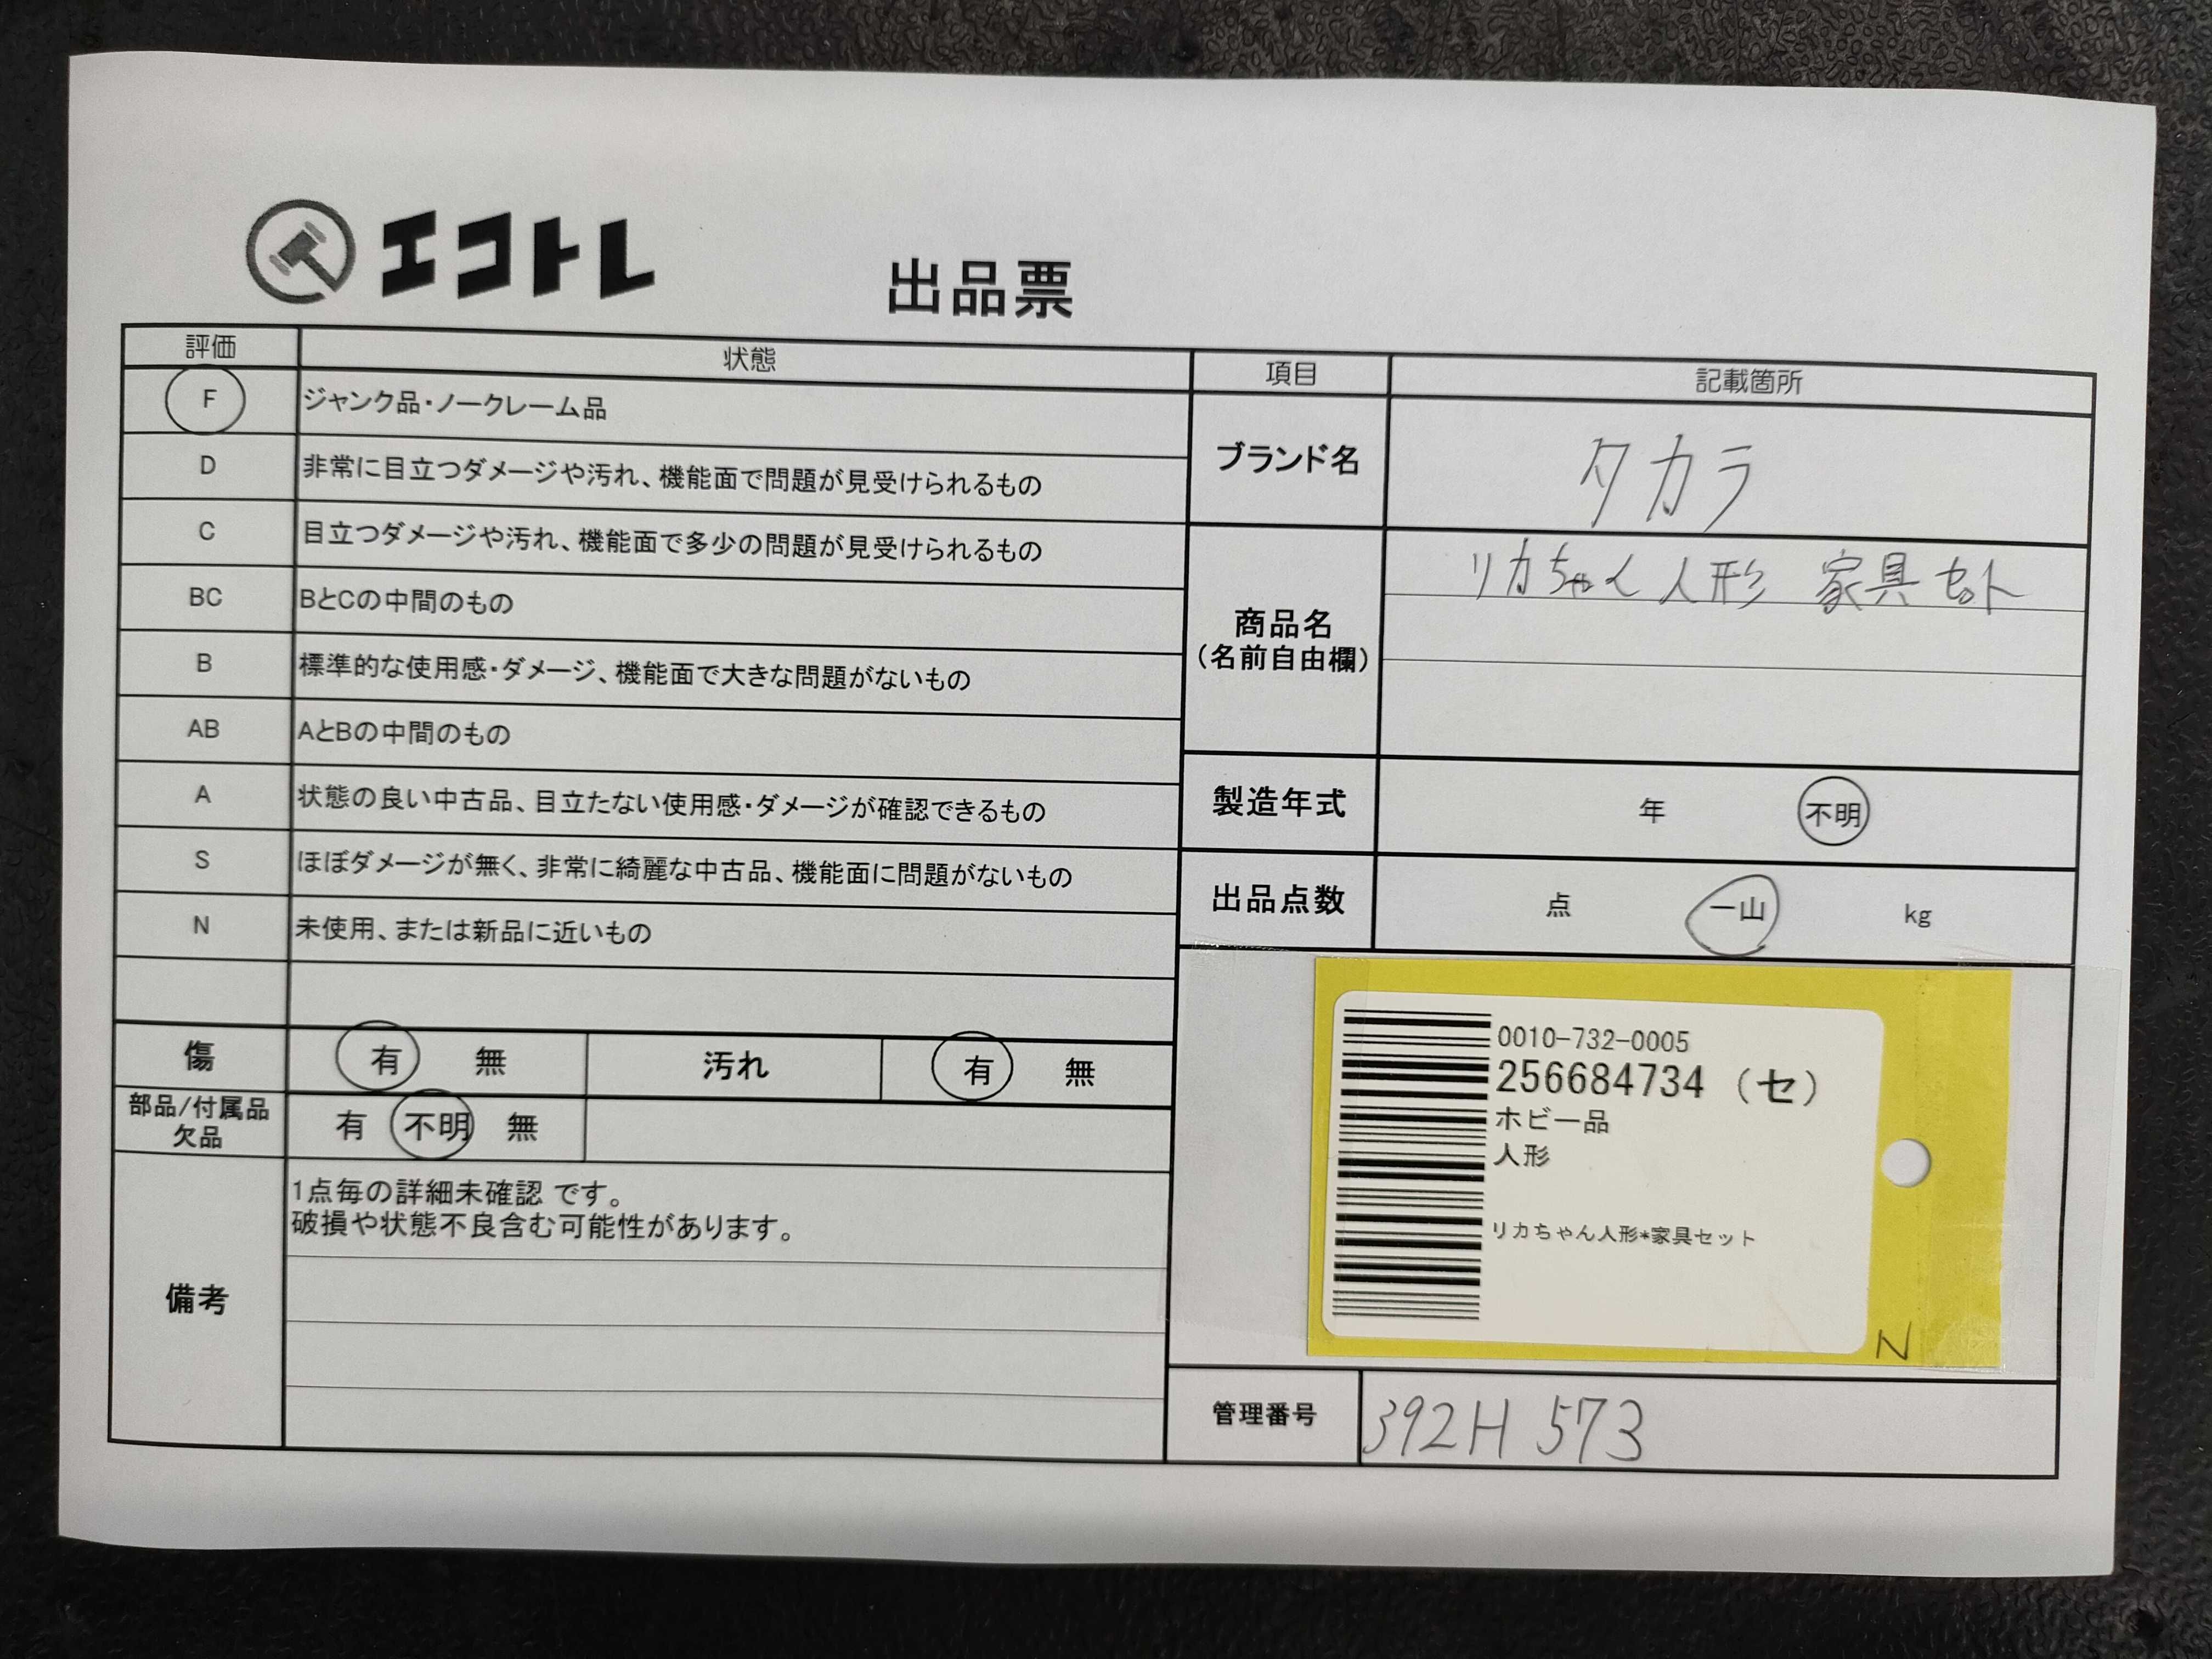 エコトレ
出品票
評価 状態
F ジャンク品・ノークレーム品
D 非常に目立つダメージや汚れ、機能面で問題が見受けられるもの
C 目立つダメージや汚れ、機能面で多少の問題が見受けられるもの
BC BとCの中間のもの
B 標準的な使用感・ダメージ、機能面で大きな問題がないもの
AB AとBの中間のもの
A 状態の良い中古品、目立たない使用感・ダメージが確認できるもの
S ほぼダメージが無く、非常に綺麗な中古品、機能面に問題がないもの
N 未使用、または新品に近いもの
傷 有 無 汚れ 有 無
部品/付属品
欠品
有 不明 無
備考
1点毎の詳細未確認 です。
破損や状態不良含む可能性があります。
項目 記載箇所
ブランド名 タカラ
商品名
(名前自由欄)
リカちゃん人形 家具セット
製造年式 年 不明
出品点数 点 一山 kg
0010-732-0005
256684734 (セ)
ホビー品
人形
リカちゃん人形*家具セット
N
管理番号 392H 573